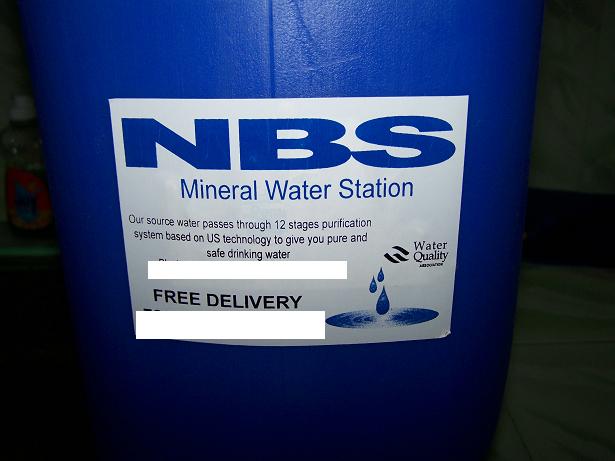 NBS
Mineral Water Station
Our source water passes through 12 stages purification
system based on US technology to give you pure and
safe drinking water
Water
Quality
ASSOCIATION
FREE DELIVERY